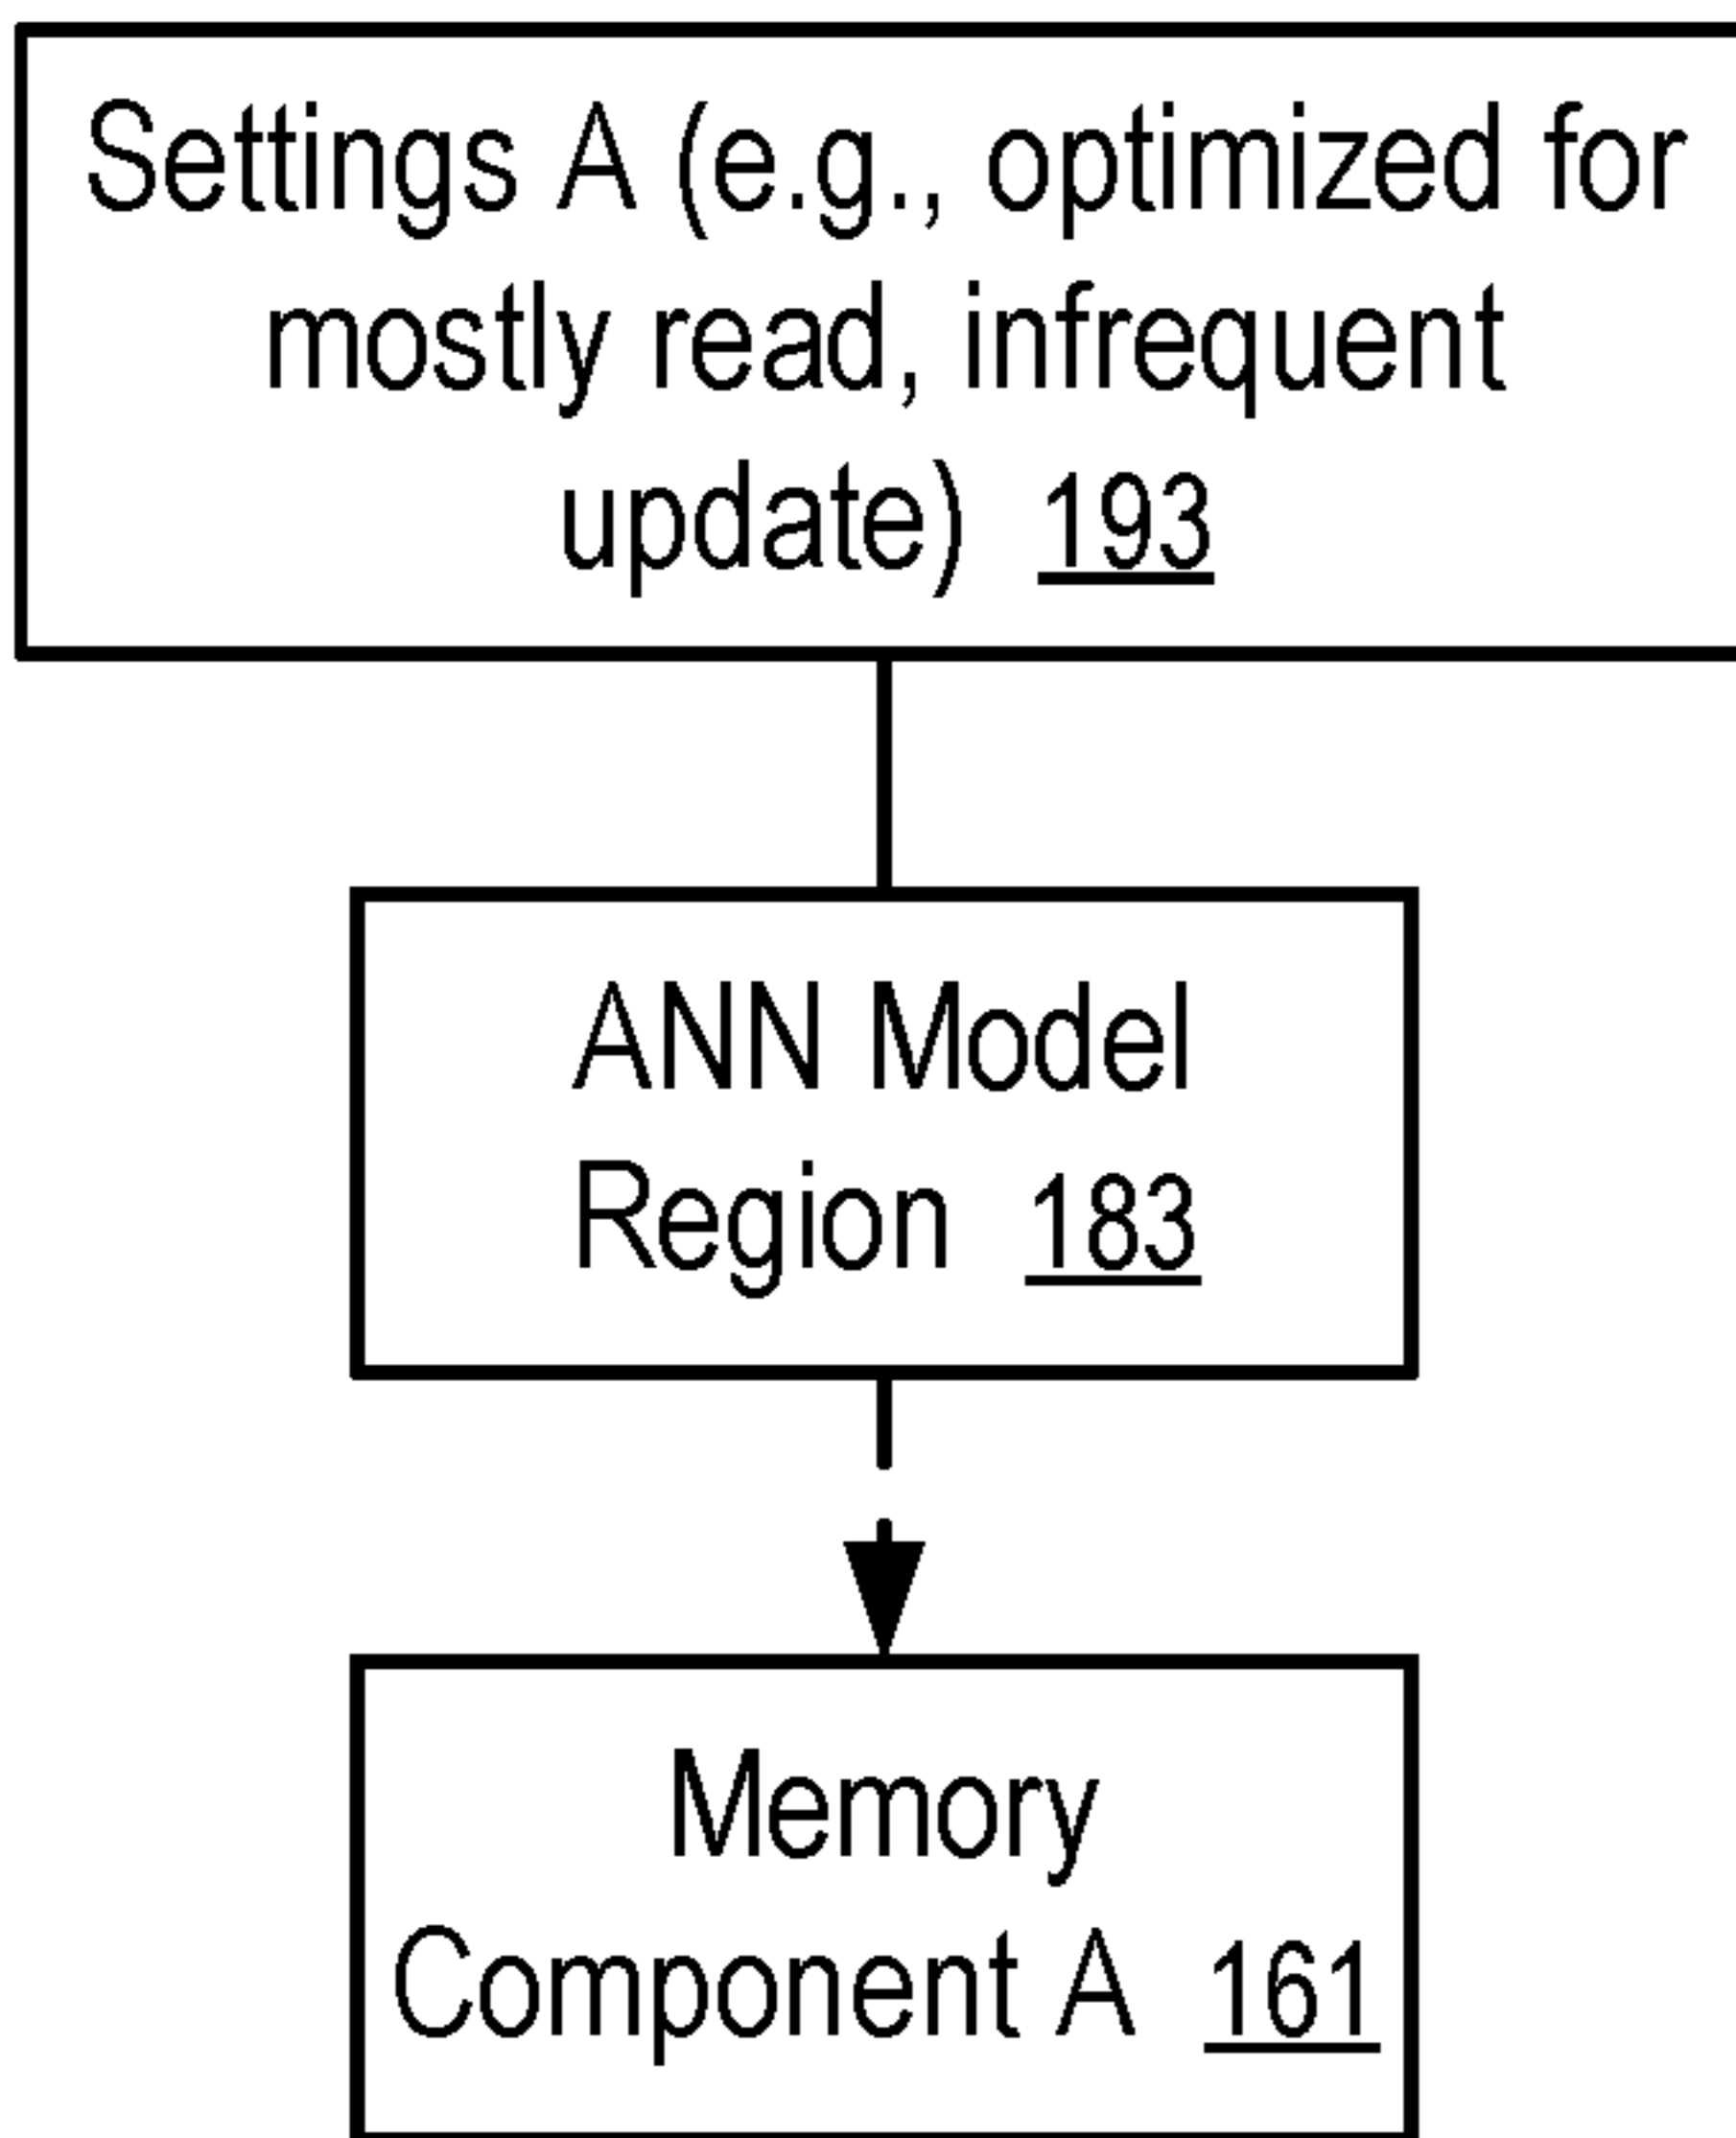 Settings A (e.g., optimized for
mostly read, infrequent
update) 193
ANN Model
Region 183
Memory
Component A 161